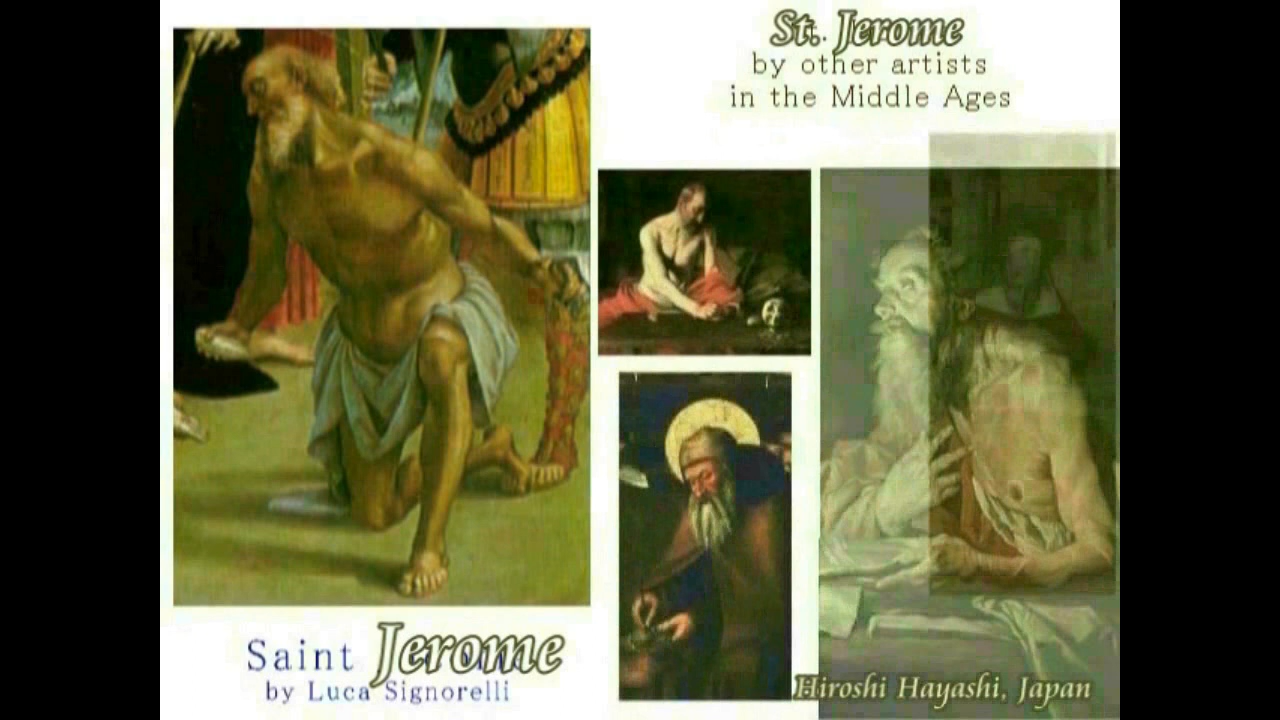 St. Jerome
by other artists
in the Middle Ages
Saint Jerome
by Luca Signorelli
Hiroshi Hayashi, Japan